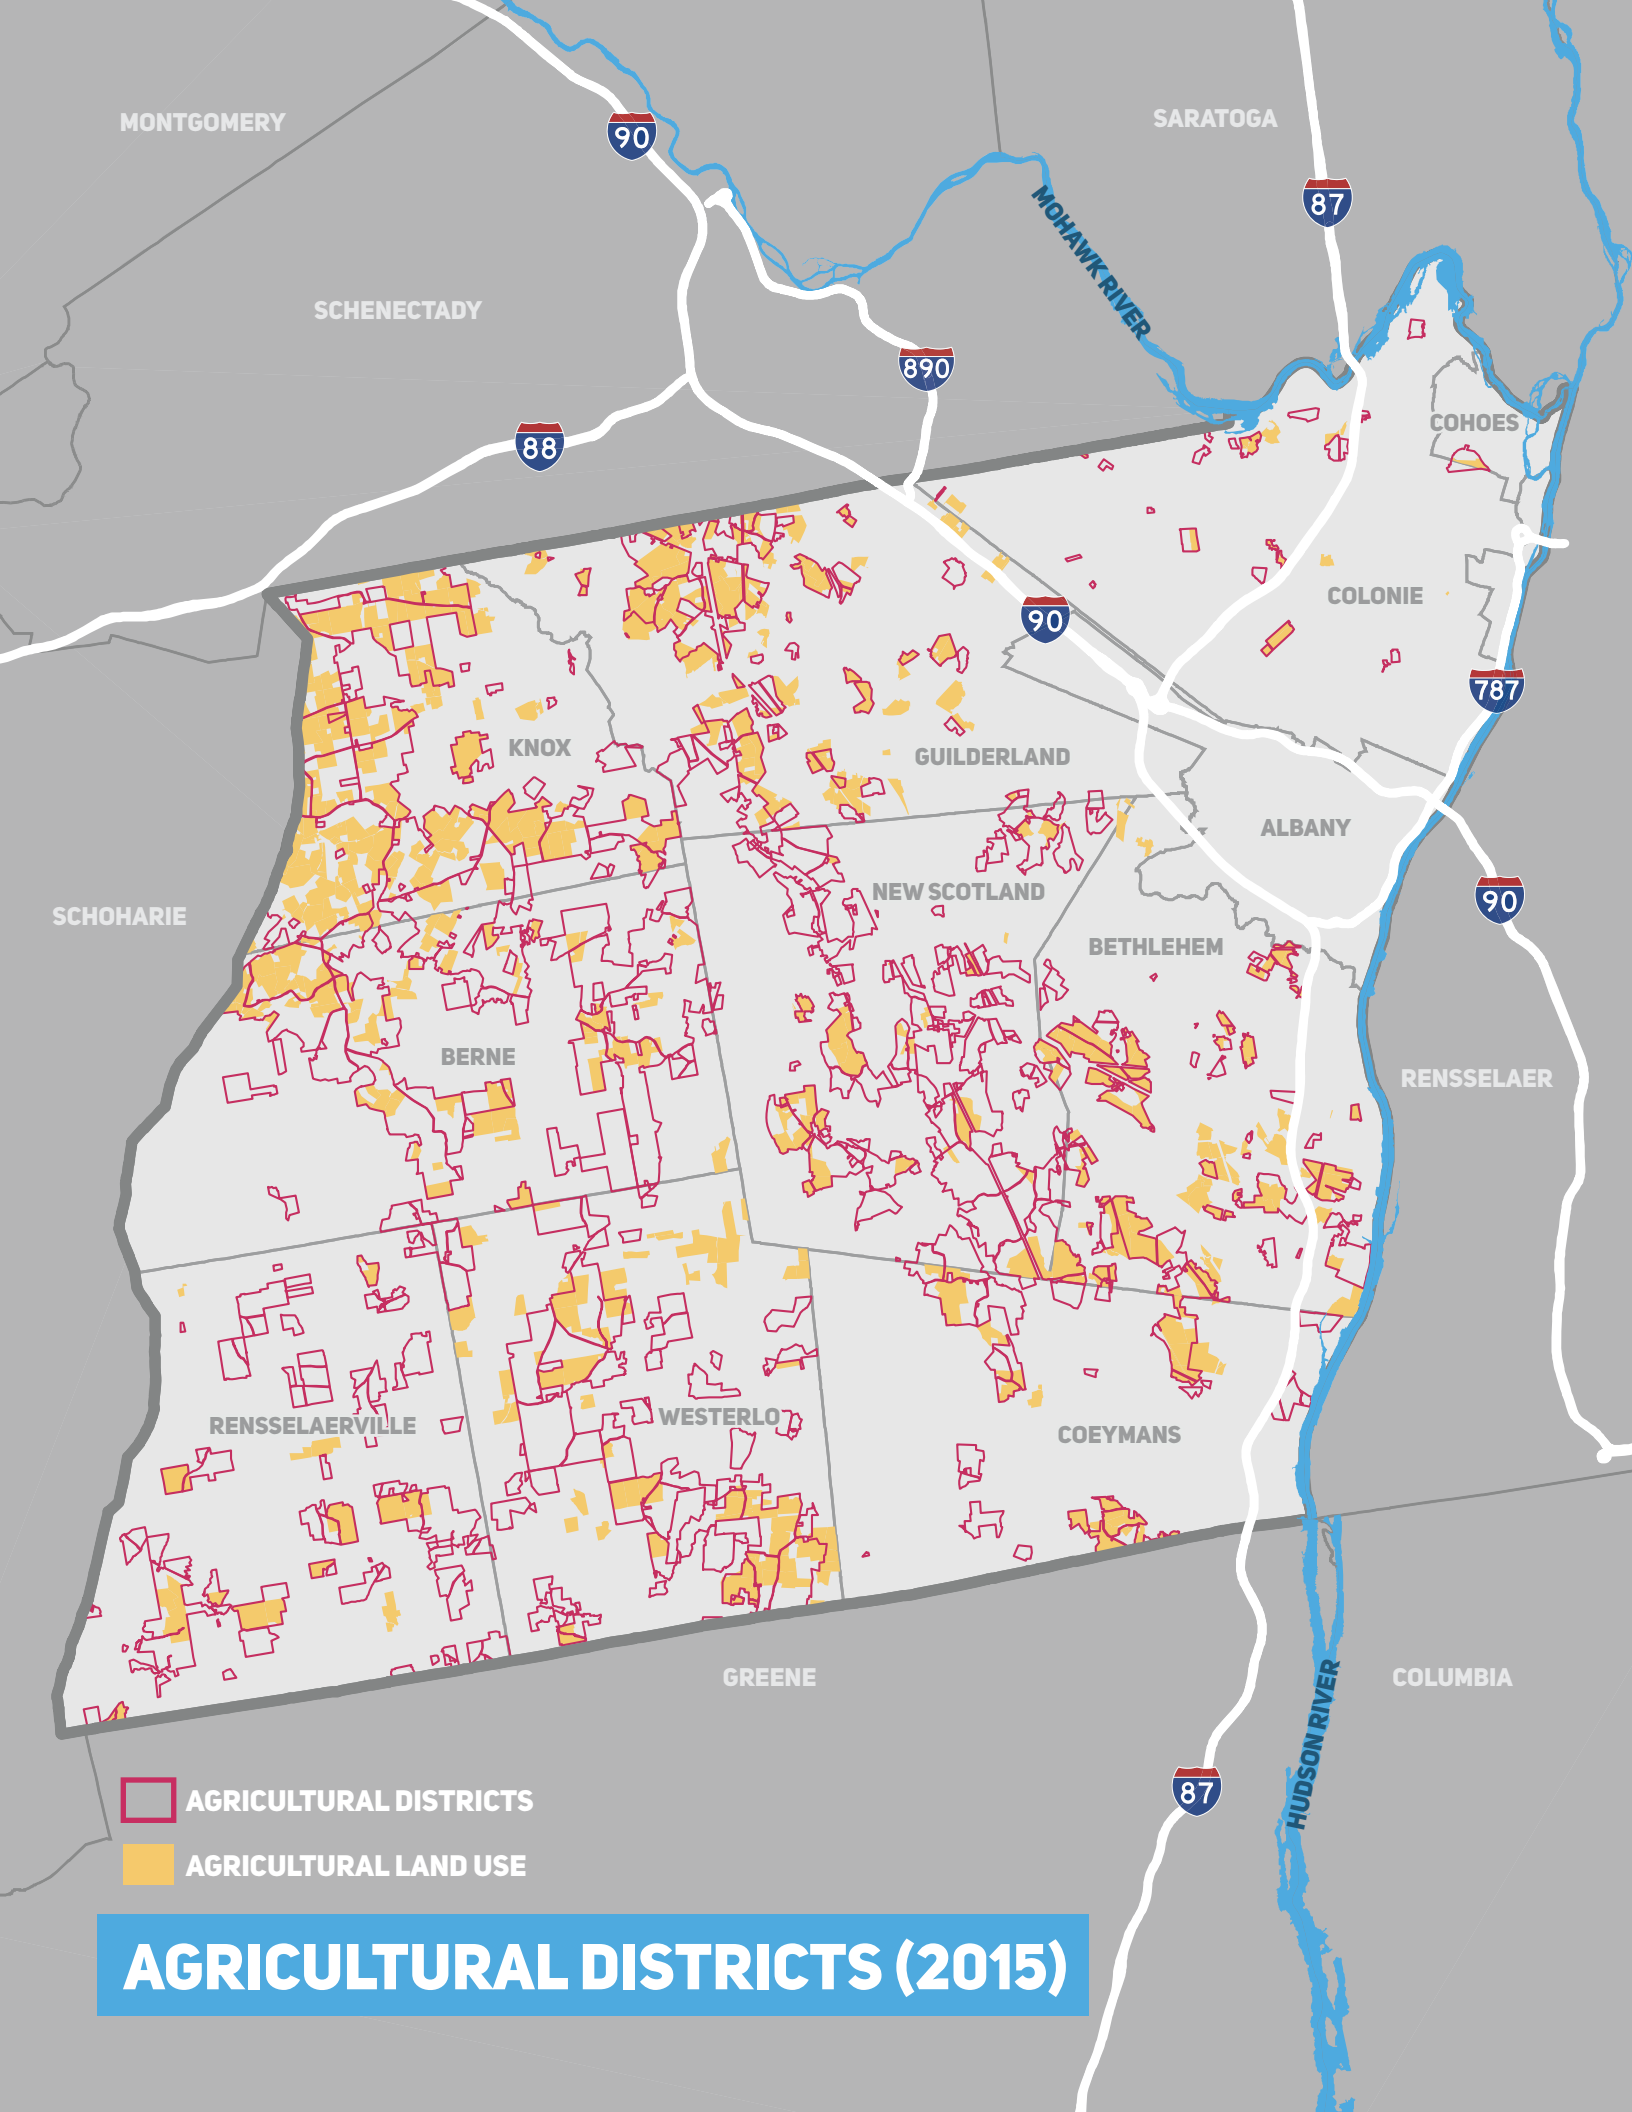 MONTGOMERY
SARATOGA
90
87
MOHAWK RIVER
SCHENECTADY
890
COHOES
88
COLONIE
90
787
KNOX
GUILDERLAND
ALBANY
NEW SCOTLAND
90
SCHOHARIE
BETHLEHEM
BERNE
RENSSELAER
RENSSELAERVILLE
WESTERLO
COEYMANS
GREENE
COLUMBIA
HUDSON RIVER
87
AGRICULTURAL DISTRICTS
AGRICULTURAL LAND USE
AGRICULTURAL DISTRICTS (2015)